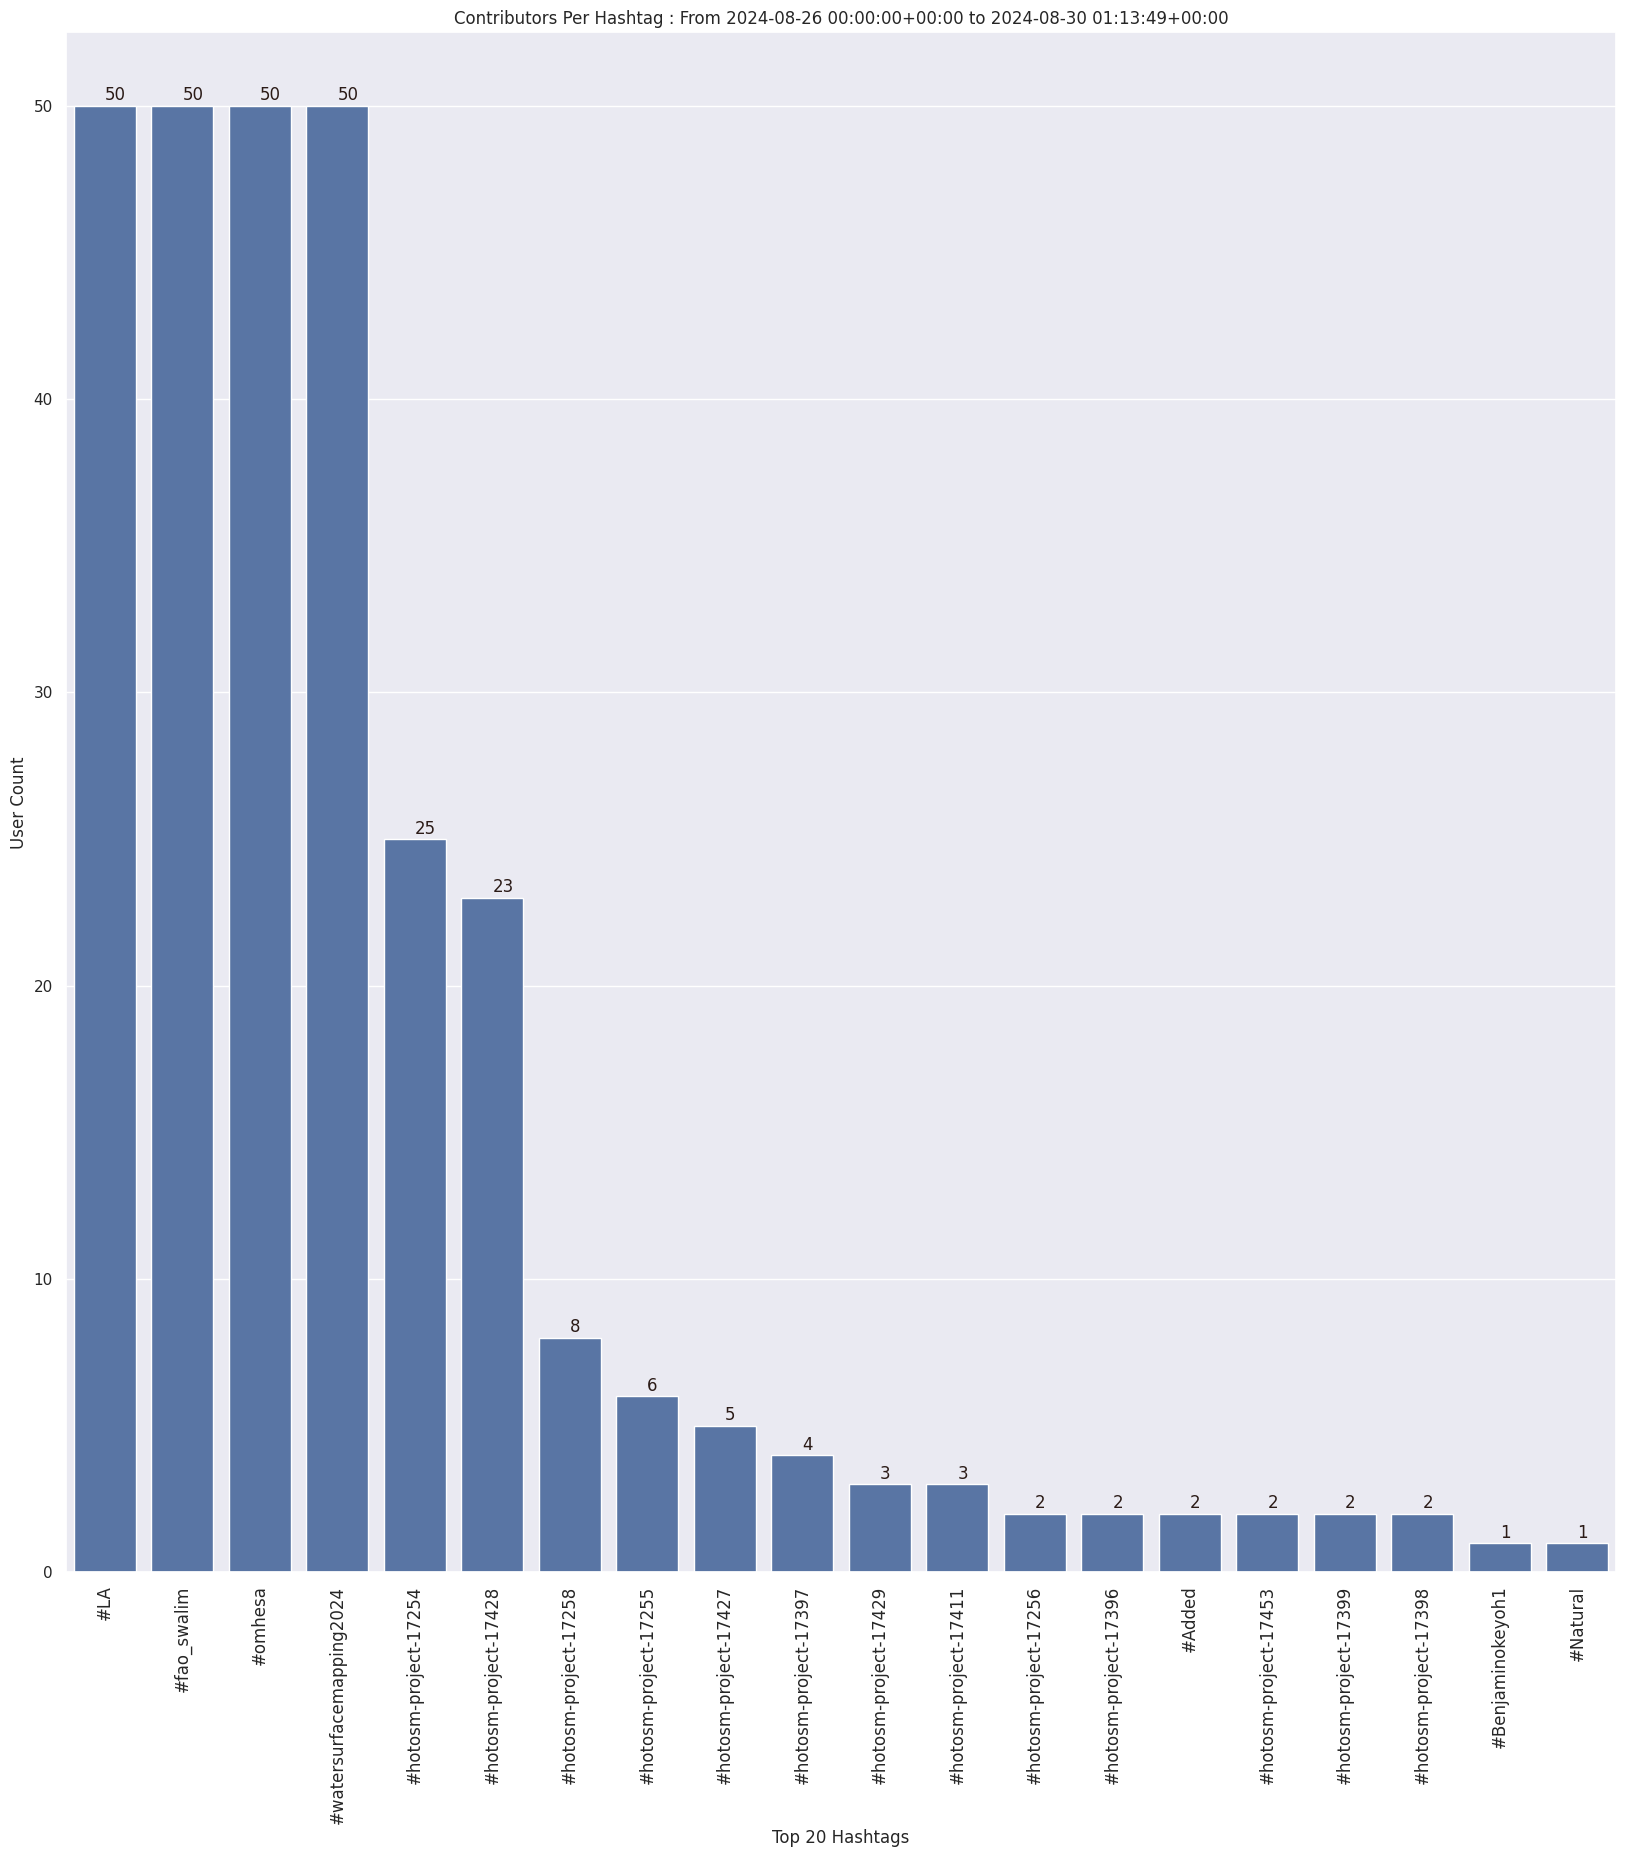 Contributors Per Hashtag : From 2024-08-26 00:00:00+00:00 to 2024-08-30 01:13:49+00:00
User Count
50
40
30
20
10
0
50
50
50
50
25
23
8
6
5
4
3
3
2
2
2
2
2
2
1
1
#LA
#fao_swalim
#omhesa
#watersurfacemapping2024
#hotosm-project-17254
#hotosm-project-17428
#hotosm-project-17258
#hotosm-project-17255
#hotosm-project-17427
#hotosm-project-17397
#hotosm-project-17429
#hotosm-project-17411
#hotosm-project-17256
#hotosm-project-17396
#Added
#hotosm-project-17453
#hotosm-project-17399
#hotosm-project-17398
#Benjaminokeyoh1
#Natural
Top 20 Hashtags